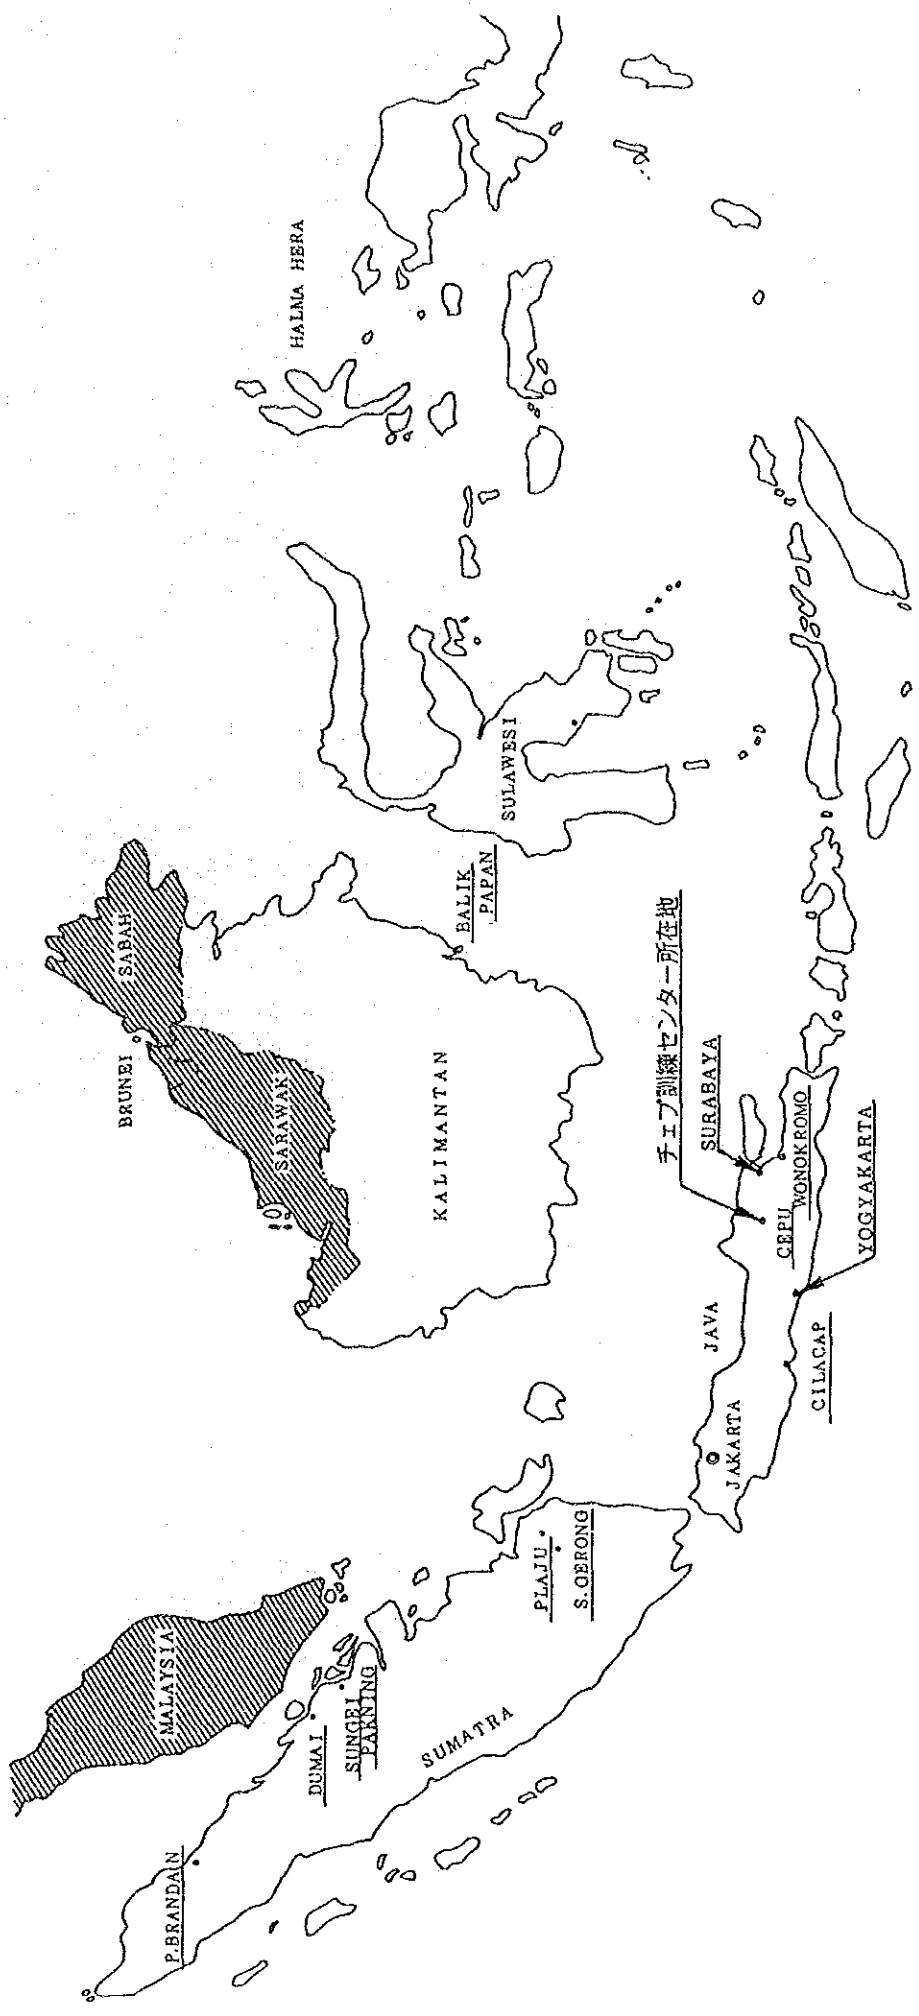 HALMA HERA
SABAH
BRUNEI
SARAWAK
KALIMANTAN
BALIK
PAPAN
SULAWESI
MALAYSIA
P.BRANDAIN
DUMAI
SUNGEI
PAKNING
SUMATRA
PLAJU
S.GERONG
JAKARTA
JAVA
チェプ訓練センター所在地
SURABAYA
CEPU
WONOKROMO
YOGYAKARTA
CILACAP